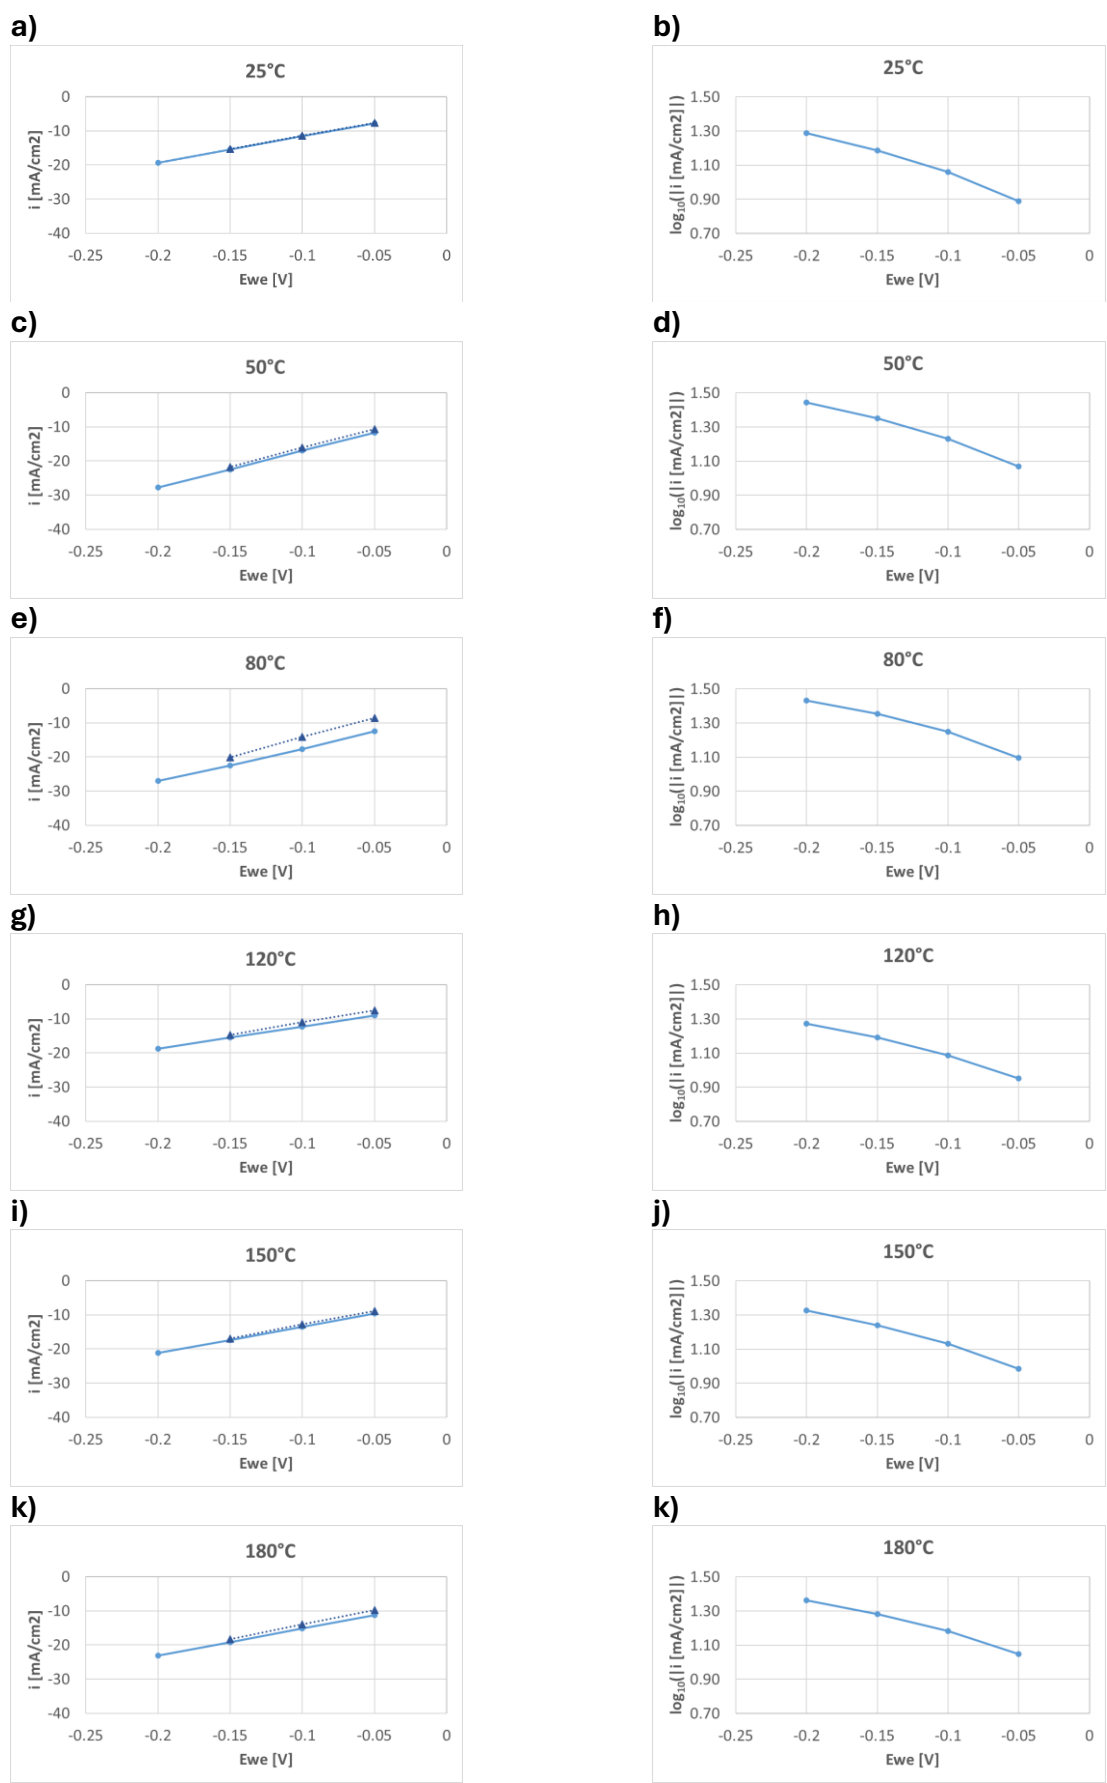 a)
25°C
i [mA/cm2]
0
-10
-20
-30
-40
-0.25 -0.2 -0.15 -0.1 -0.05 0
Ewe [V]
b)
25°C
log₁₀(|i [mA/cm2]|)
1.50
1.30
1.10
0.90
0.70
-0.25 -0.2 -0.15 -0.1 -0.05 0
Ewe [V]
c)
50°C
i [mA/cm2]
0
-10
-20
-30
-40
-0.25 -0.2 -0.15 -0.1 -0.05 0
Ewe [V]
d)
50°C
log₁₀(|i [mA/cm2]|)
1.50
1.30
1.10
0.90
0.70
-0.25 -0.2 -0.15 -0.1 -0.05 0
Ewe [V]
e)
80°C
i [mA/cm2]
0
-10
-20
-30
-40
-0.25 -0.2 -0.15 -0.1 -0.05 0
Ewe [V]
f)
80°C
log₁₀(|i [mA/cm2]|)
1.50
1.30
1.10
0.90
0.70
-0.25 -0.2 -0.15 -0.1 -0.05 0
Ewe [V]
g)
120°C
i [mA/cm2]
0
-10
-20
-30
-40
-0.25 -0.2 -0.15 -0.1 -0.05 0
Ewe [V]
h)
120°C
log₁₀(|i [mA/cm2]|)
1.50
1.30
1.10
0.90
0.70
-0.25 -0.2 -0.15 -0.1 -0.05 0
Ewe [V]
i)
150°C
i [mA/cm2]
0
-10
-20
-30
-40
-0.25 -0.2 -0.15 -0.1 -0.05 0
Ewe [V]
j)
150°C
log₁₀(|i [mA/cm2]|)
1.50
1.30
1.10
0.90
0.70
-0.25 -0.2 -0.15 -0.1 -0.05 0
Ewe [V]
k)
180°C
i [mA/cm2]
0
-10
-20
-30
-40
-0.25 -0.2 -0.15 -0.1 -0.05 0
Ewe [V]
k)
180°C
log₁₀(|i [mA/cm2]|)
1.50
1.30
1.10
0.90
0.70
-0.25 -0.2 -0.15 -0.1 -0.05 0
Ewe [V]